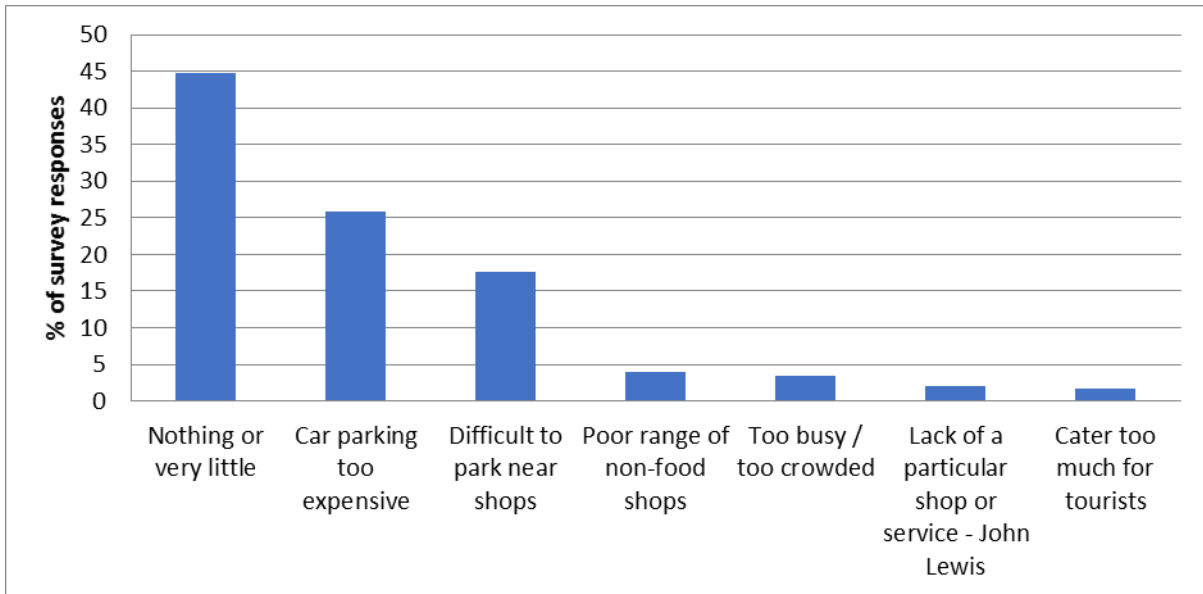 % of survey responses
50
45
40
35
30
25
20
15
10
5
0
Nothing or
very little
Car parking
too
expensive
Difficult to
park near
shops
Poor range of
non-food
shops
Too busy /
too crowded
Lack of a
particular
shop or
service - John
Lewis
Cater too
much for
tourists